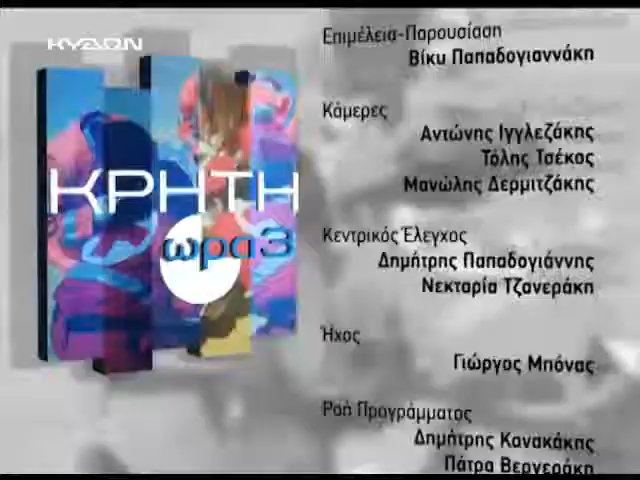 ΚΥΔΩΝ
ΚΡΗΤΗ
ωρα 3
Επιμέλεια-Παρουσίαση
Βίκυ Παπαδογιαννάκη
Κάμερες
Αντώνης Ιγγλεζάκης
Τόλης Τσέκος
Μανώλης Δερμιτζάκης
Κεντρικός Έλεγχος
Δημήτρης Παπαδογιάννης
Νεκταρία Τζανεράκη
Ήχος
Γιώργος Μπόνας
Ροή Προγράμματος
Δημήτρης Κανακάκης
Πάτρα Βεργεράκη